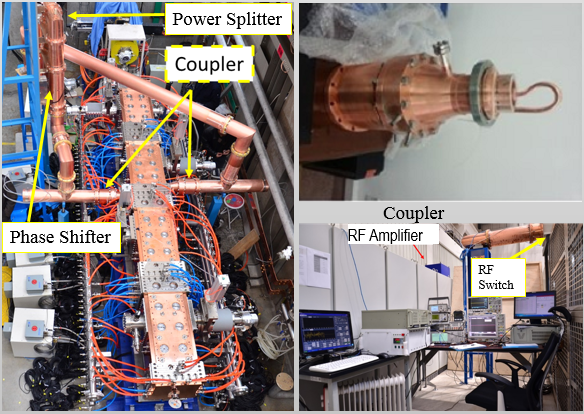 Power Splitter
Coupler
Phase Shifter
Coupler
RF Amplifier
RF
Switch